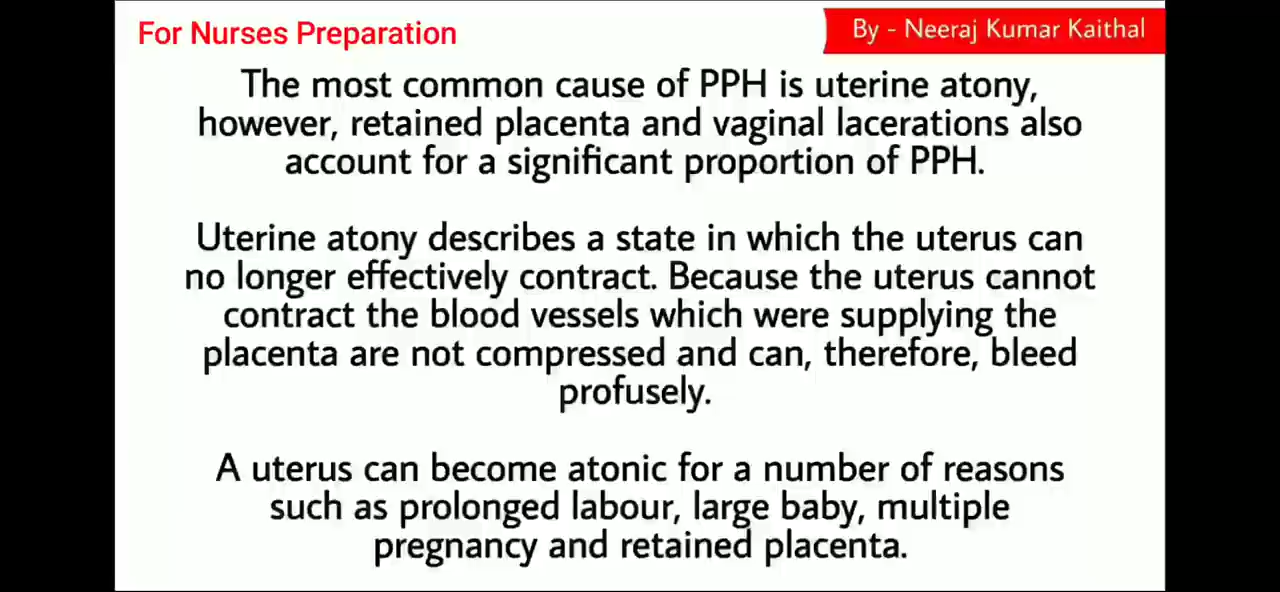 For Nurses Preparation
By - Neeraj Kumar Kaithal
The most common cause of PPH is uterine atony,
however, retained placenta and vaginal lacerations also
account for a significant proportion of PPH.
Uterine atony describes a state in which the uterus can
no longer effectively contract. Because the uterus cannot
contract the blood vessels which were supplying the
placenta are not compressed and can, therefore, bleed
profusely.
A uterus can become atonic for a number of reasons
such as prolonged labour, large baby, multiple
pregnancy and retained placenta.